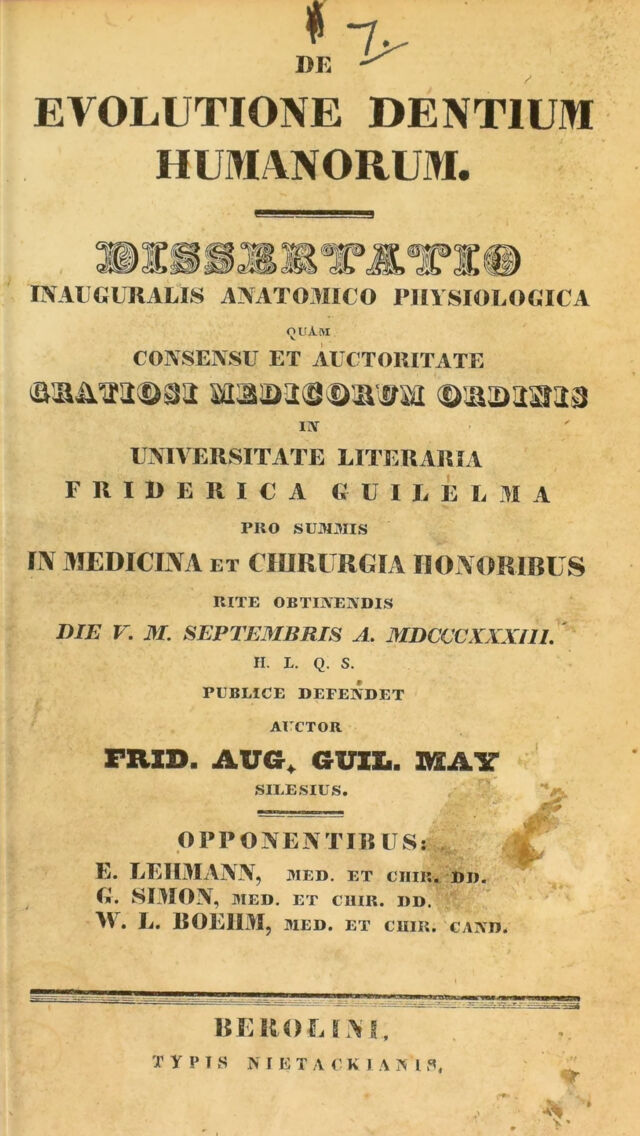 7.
DE
EVOLUTIONE DENTIUM
HUMANORUM.
DISSERTATIO
INAUGURALIS ANATOMICO PHYSIOLOGICA
QUAM
CONSENSU ET AUCTORITATE
GRATIOSI MEDICORUM ORDINIS
IN
UNIVERSITATE LITERARIA
FRIDERICA GUILELMA
PRO SUMMIS
IN MEDICINA ET CHIRURGIA HONORIBUS
RITE OBTINENDIS
DIE V. M. SEPTEMBRIS A. MDCCCXXXIII.
H. L. Q. S.
PUBLICE DEFENDET
AUCTOR
FRID. AUG. GUIL. MAY
SILESIUS.
OPPONENTIBUS:
E. LEHMANN, MED. ET CHIR. DD.
G. SIMON, MED. ET CHIR. DD.
W. L. BOEHM, MED. ET CHIR. CAND.
BEROLINI,
TYPIS NIETACKIANIS,